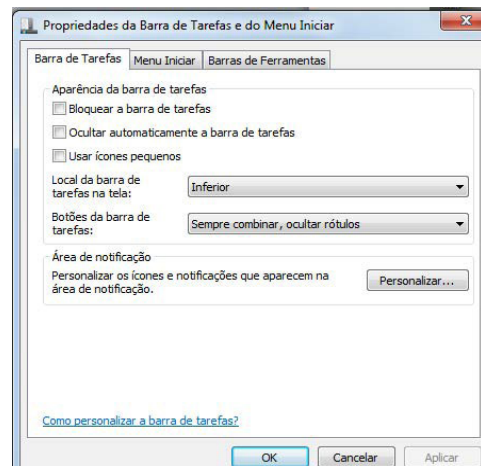 Propriedades da Barra de Tarefas e do Menu Iniciar
Barra de Tarefas Menu Iniciar Barras de Ferramentas
Aparência da barra de tarefas
Bloquear a barra de tarefas
Ocultar automaticamente a barra de tarefas
Usar ícones pequenos
Local da barra de
tarefas na tela:
Inferior
Botões da barra de
tarefas:
Sempre combinar, ocultar rótulos
Área de notificação
Personalizar os ícones e notificações que aparecem na
área de notificação.
Personalizar...
Como personalizar a barra de tarefas?
OK Cancelar Aplicar